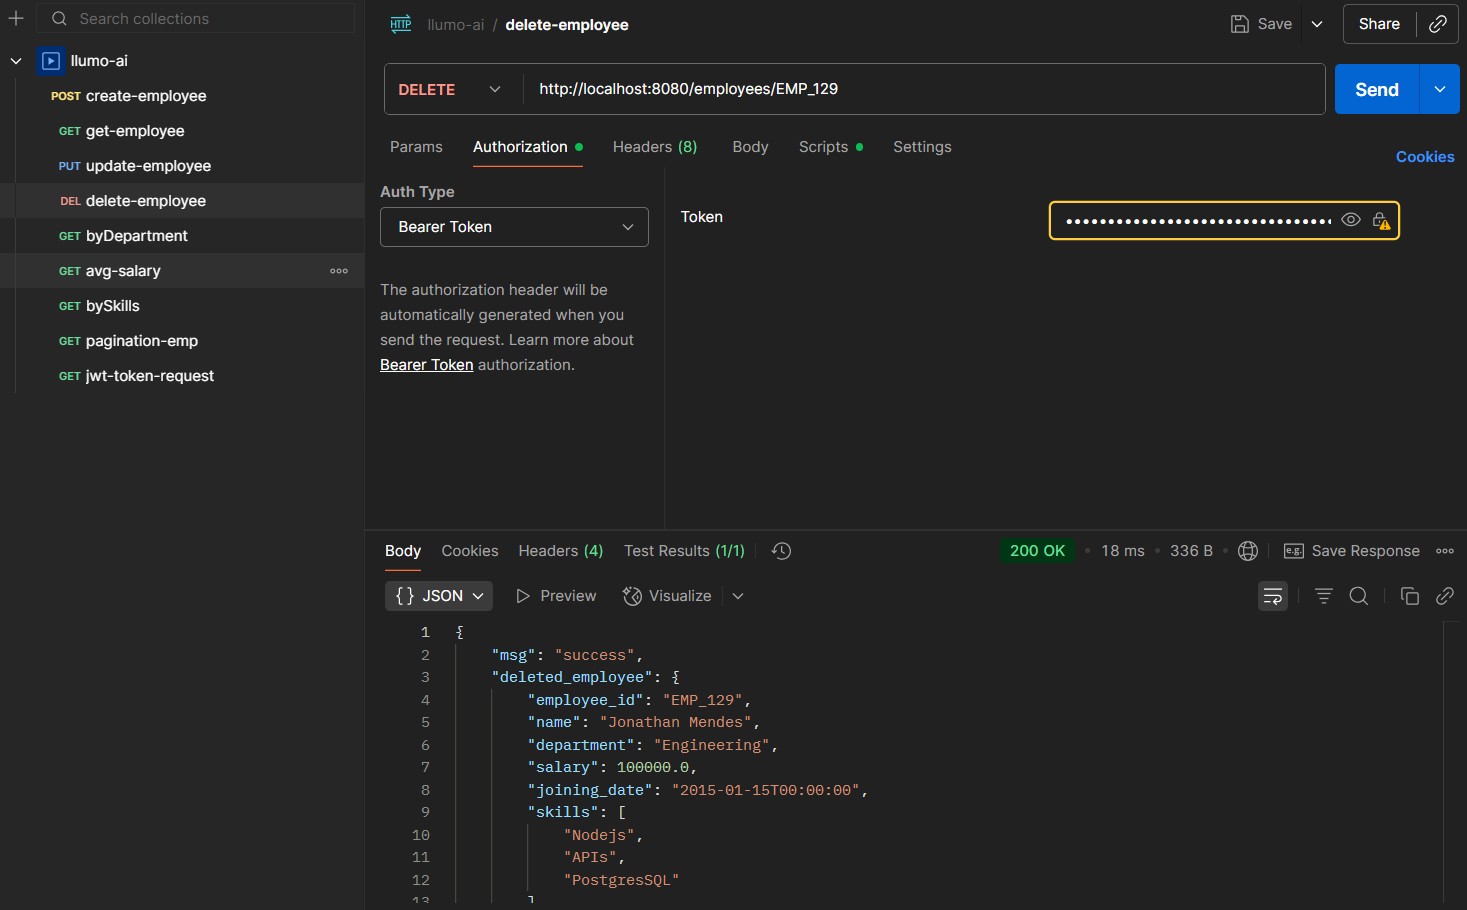 Search collections
llumo-ai
POST create-employee
GET get-employee
PUT update-employee
DEL delete-employee
GET byDepartment
GET avg-salary
GET bySkills
GET pagination-emp
GET jwt-token-request
HTTP llumo-ai / delete-employee
Save
Share
DELETE http://localhost:8080/employees/EMP_129
Send
Params Authorization Headers (8) Body Scripts Settings
Cookies
Auth Type
Bearer Token
The authorization header will be
automatically generated when you
send the request. Learn more about
Bearer Token authorization.
Token
Body Cookies Headers (4) Test Results (1/1)
200 OK • 18 ms • 336 B
e.g. Save Response
{} JSON Preview Visualize
1 {
2 "msg": "success",
3 "deleted_employee": {
4 "employee_id": "EMP_129",
5 "name": "Jonathan Mendes",
6 "department": "Engineering",
7 "salary": 100000.0,
8 "joining_date": "2015-01-15T00:00:00",
9 "skills": [
10 "Nodejs",
11 "APIs",
12 "PostgresSQL"
13 ]